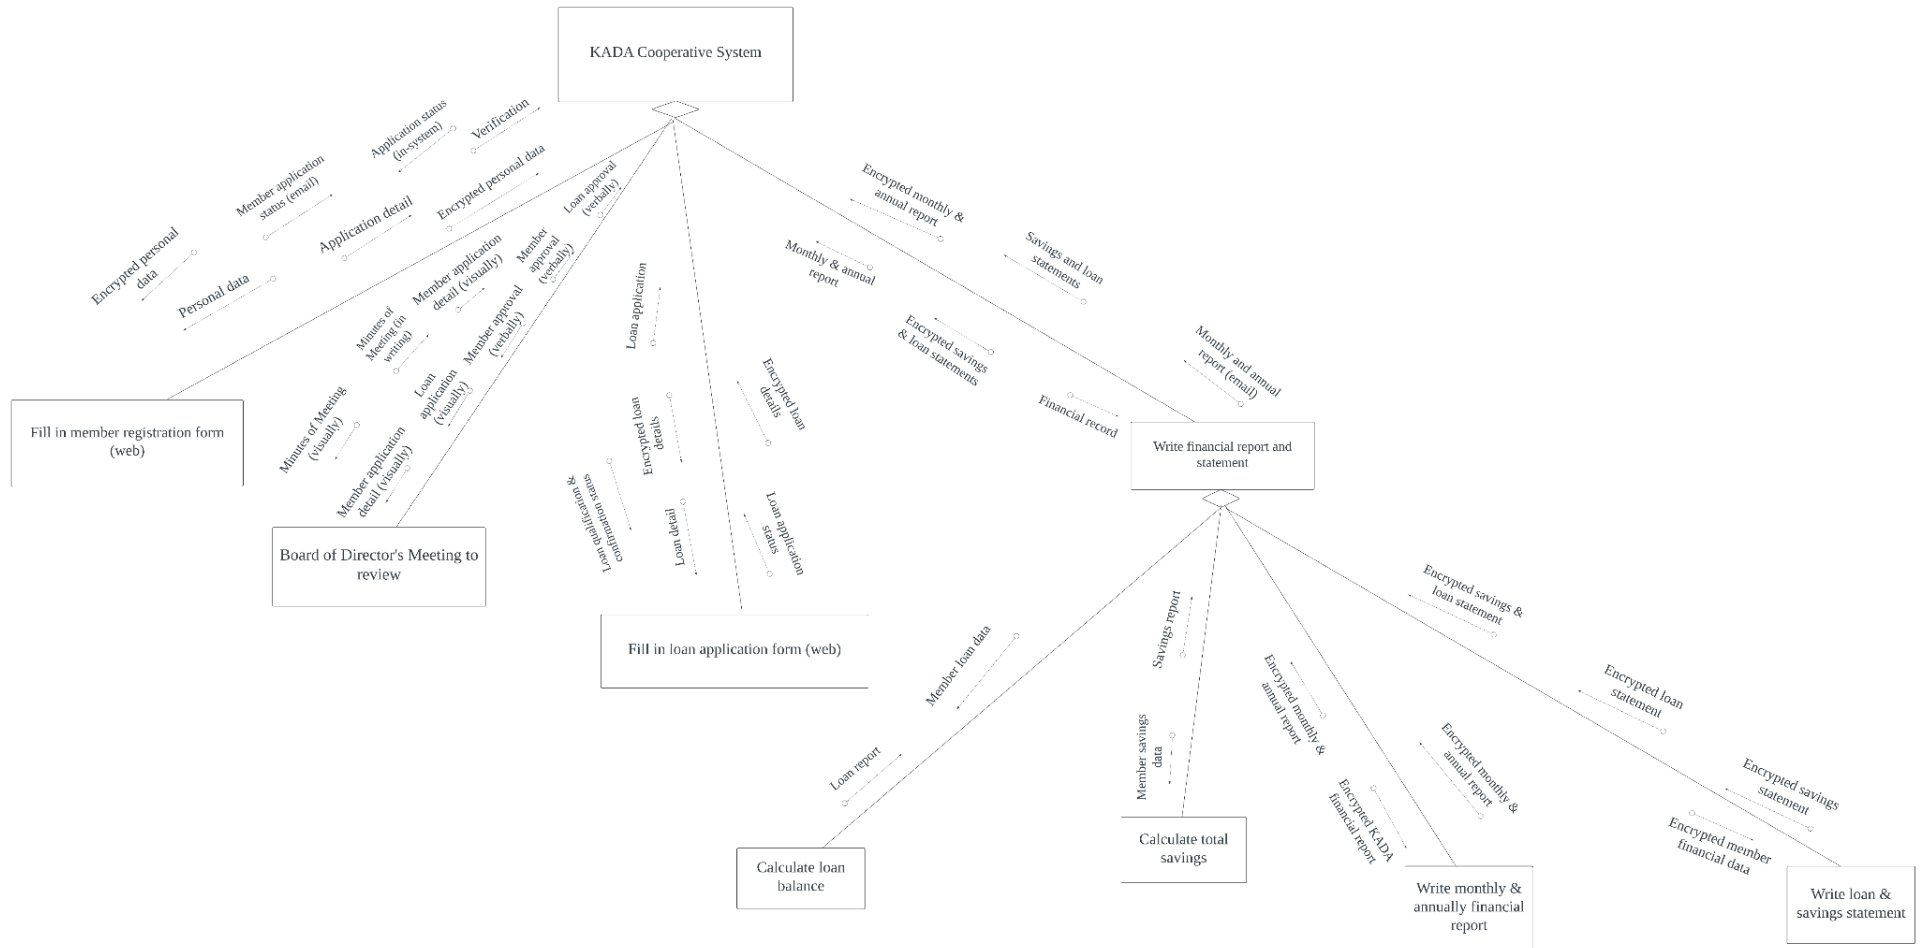 KADA Cooperative System
Verification
Application status
(in-system)
Encrypted personal data
Member application
status (email)
Application detail
Encrypted personal
data
Personal data
Loan approval
(verbally)
Member
approval
(verbally)
Member application
detail (visually)
Member approval
(verbally)
Minutes of
Meeting (in
writing)
Loan
application
(visually)
Minutes of Meeting
(visually)
Member application
detail (visually)
Fill in member registration form
(web)
Board of Director's Meeting to
review
Loan application
Encrypted loan
details
Encrypted loan
details
Loan qualification &
confirmation status
Loan detail
Loan application
status
Fill in loan application form (web)
Encrypted monthly &
annual report
Monthly & annual
report
Savings and loan
statements
Encrypted savings
& loan statements
Monthly and annual
report (email)
Financial record
Write financial report and
statement
Member loan data
Loan report
Savings report
Member savings
data
Encrypted monthly &
annual report
Encrypted KADA
financial report
Encrypted monthly &
annual report
Encrypted savings &
loan statement
Encrypted loan
statement
Encrypted savings
statement
Encrypted member
financial data
Calculate loan
balance
Calculate total
savings
Write monthly &
annually financial
report
Write loan &
savings statement